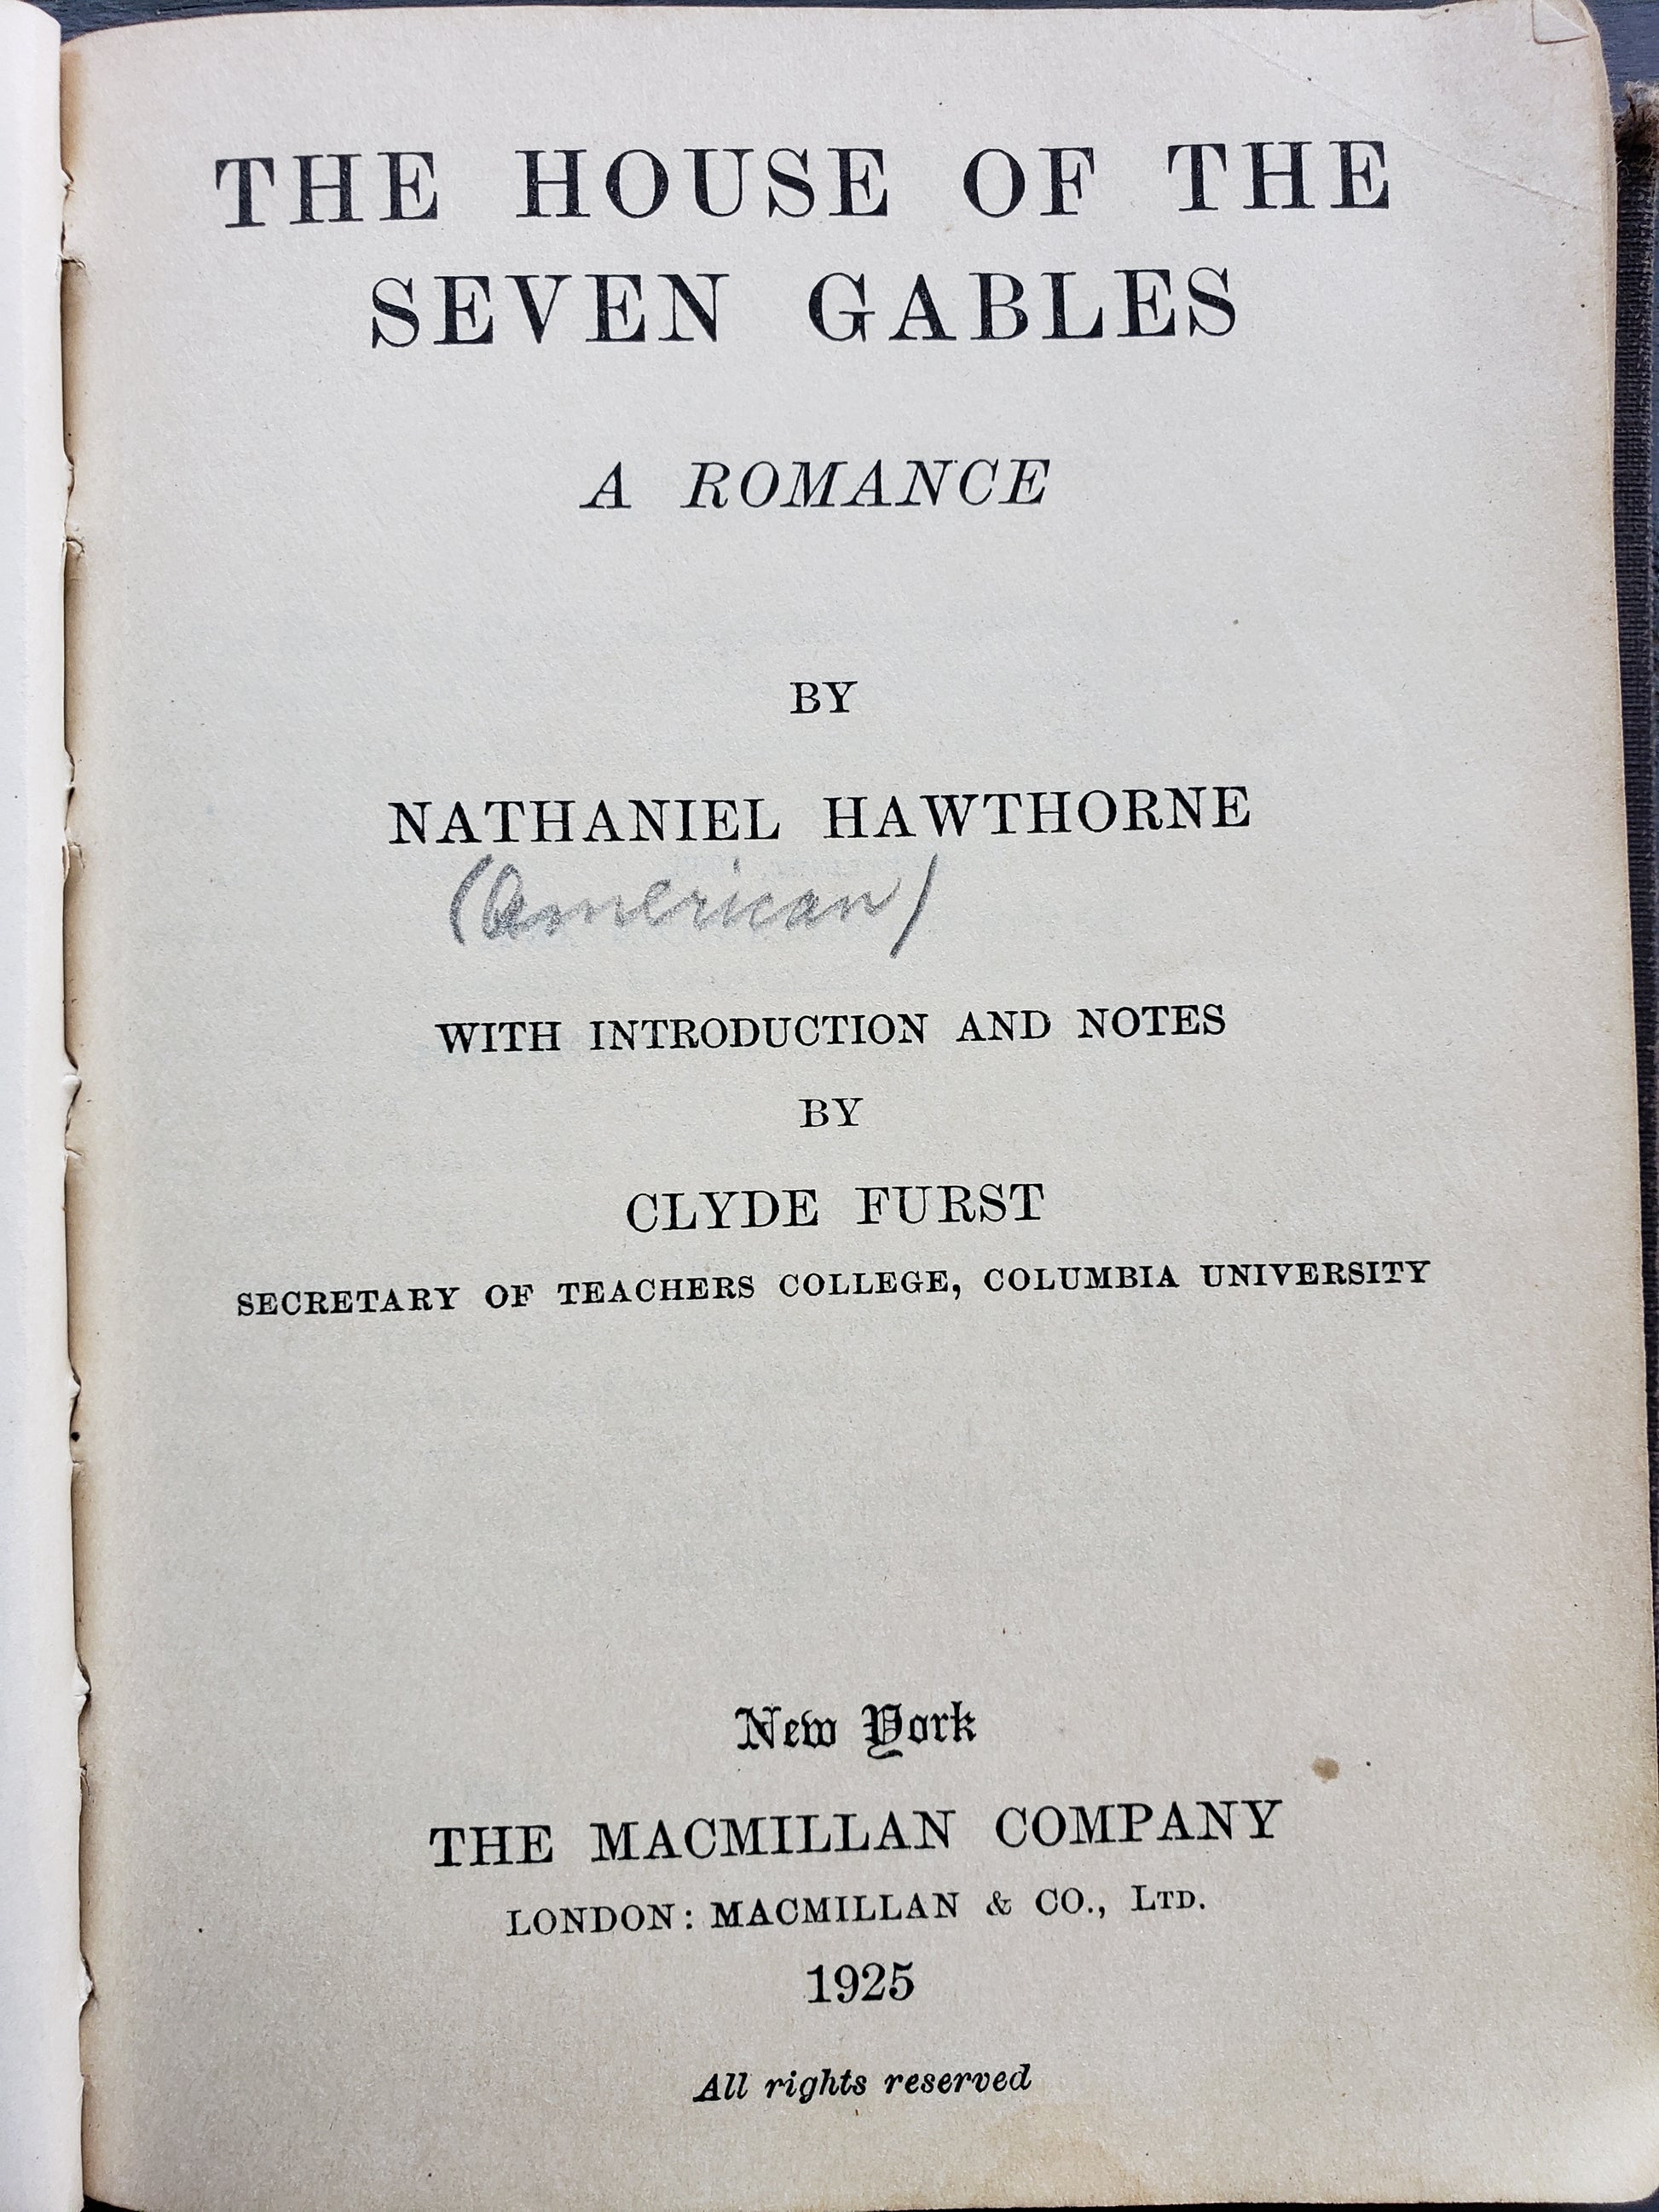 THE HOUSE OF THE
SEVEN GABLES
A ROMANCE
BY
NATHANIEL HAWTHORNE
(American)
WITH INTRODUCTION AND NOTES
BY
CLYDE FURST
SECRETARY OF TEACHERS COLLEGE, COLUMBIA UNIVERSITY
New York
THE MACMILLAN COMPANY
LONDON: MACMILLAN & CO., LTD.
1925
All rights reserved